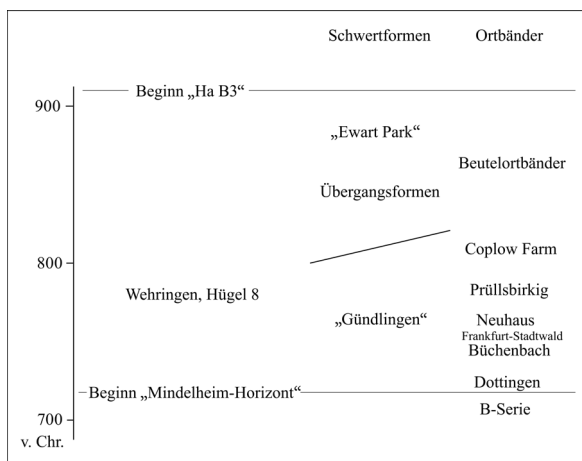 Schwertformen Ortbänder
Beginn „Ha B3“
900
„Ewart Park“
Beutelortbänder
Übergangsformen
Coplow Farm
800
Prüllsbirkig
Wehringen, Hügel 8
„Gündlingen“ Neuhaus
Frankfurt-Stadtwald
Büchenbach
Dottingen
Beginn „Mindelheim-Horizont“
B-Serie
700
v. Chr.